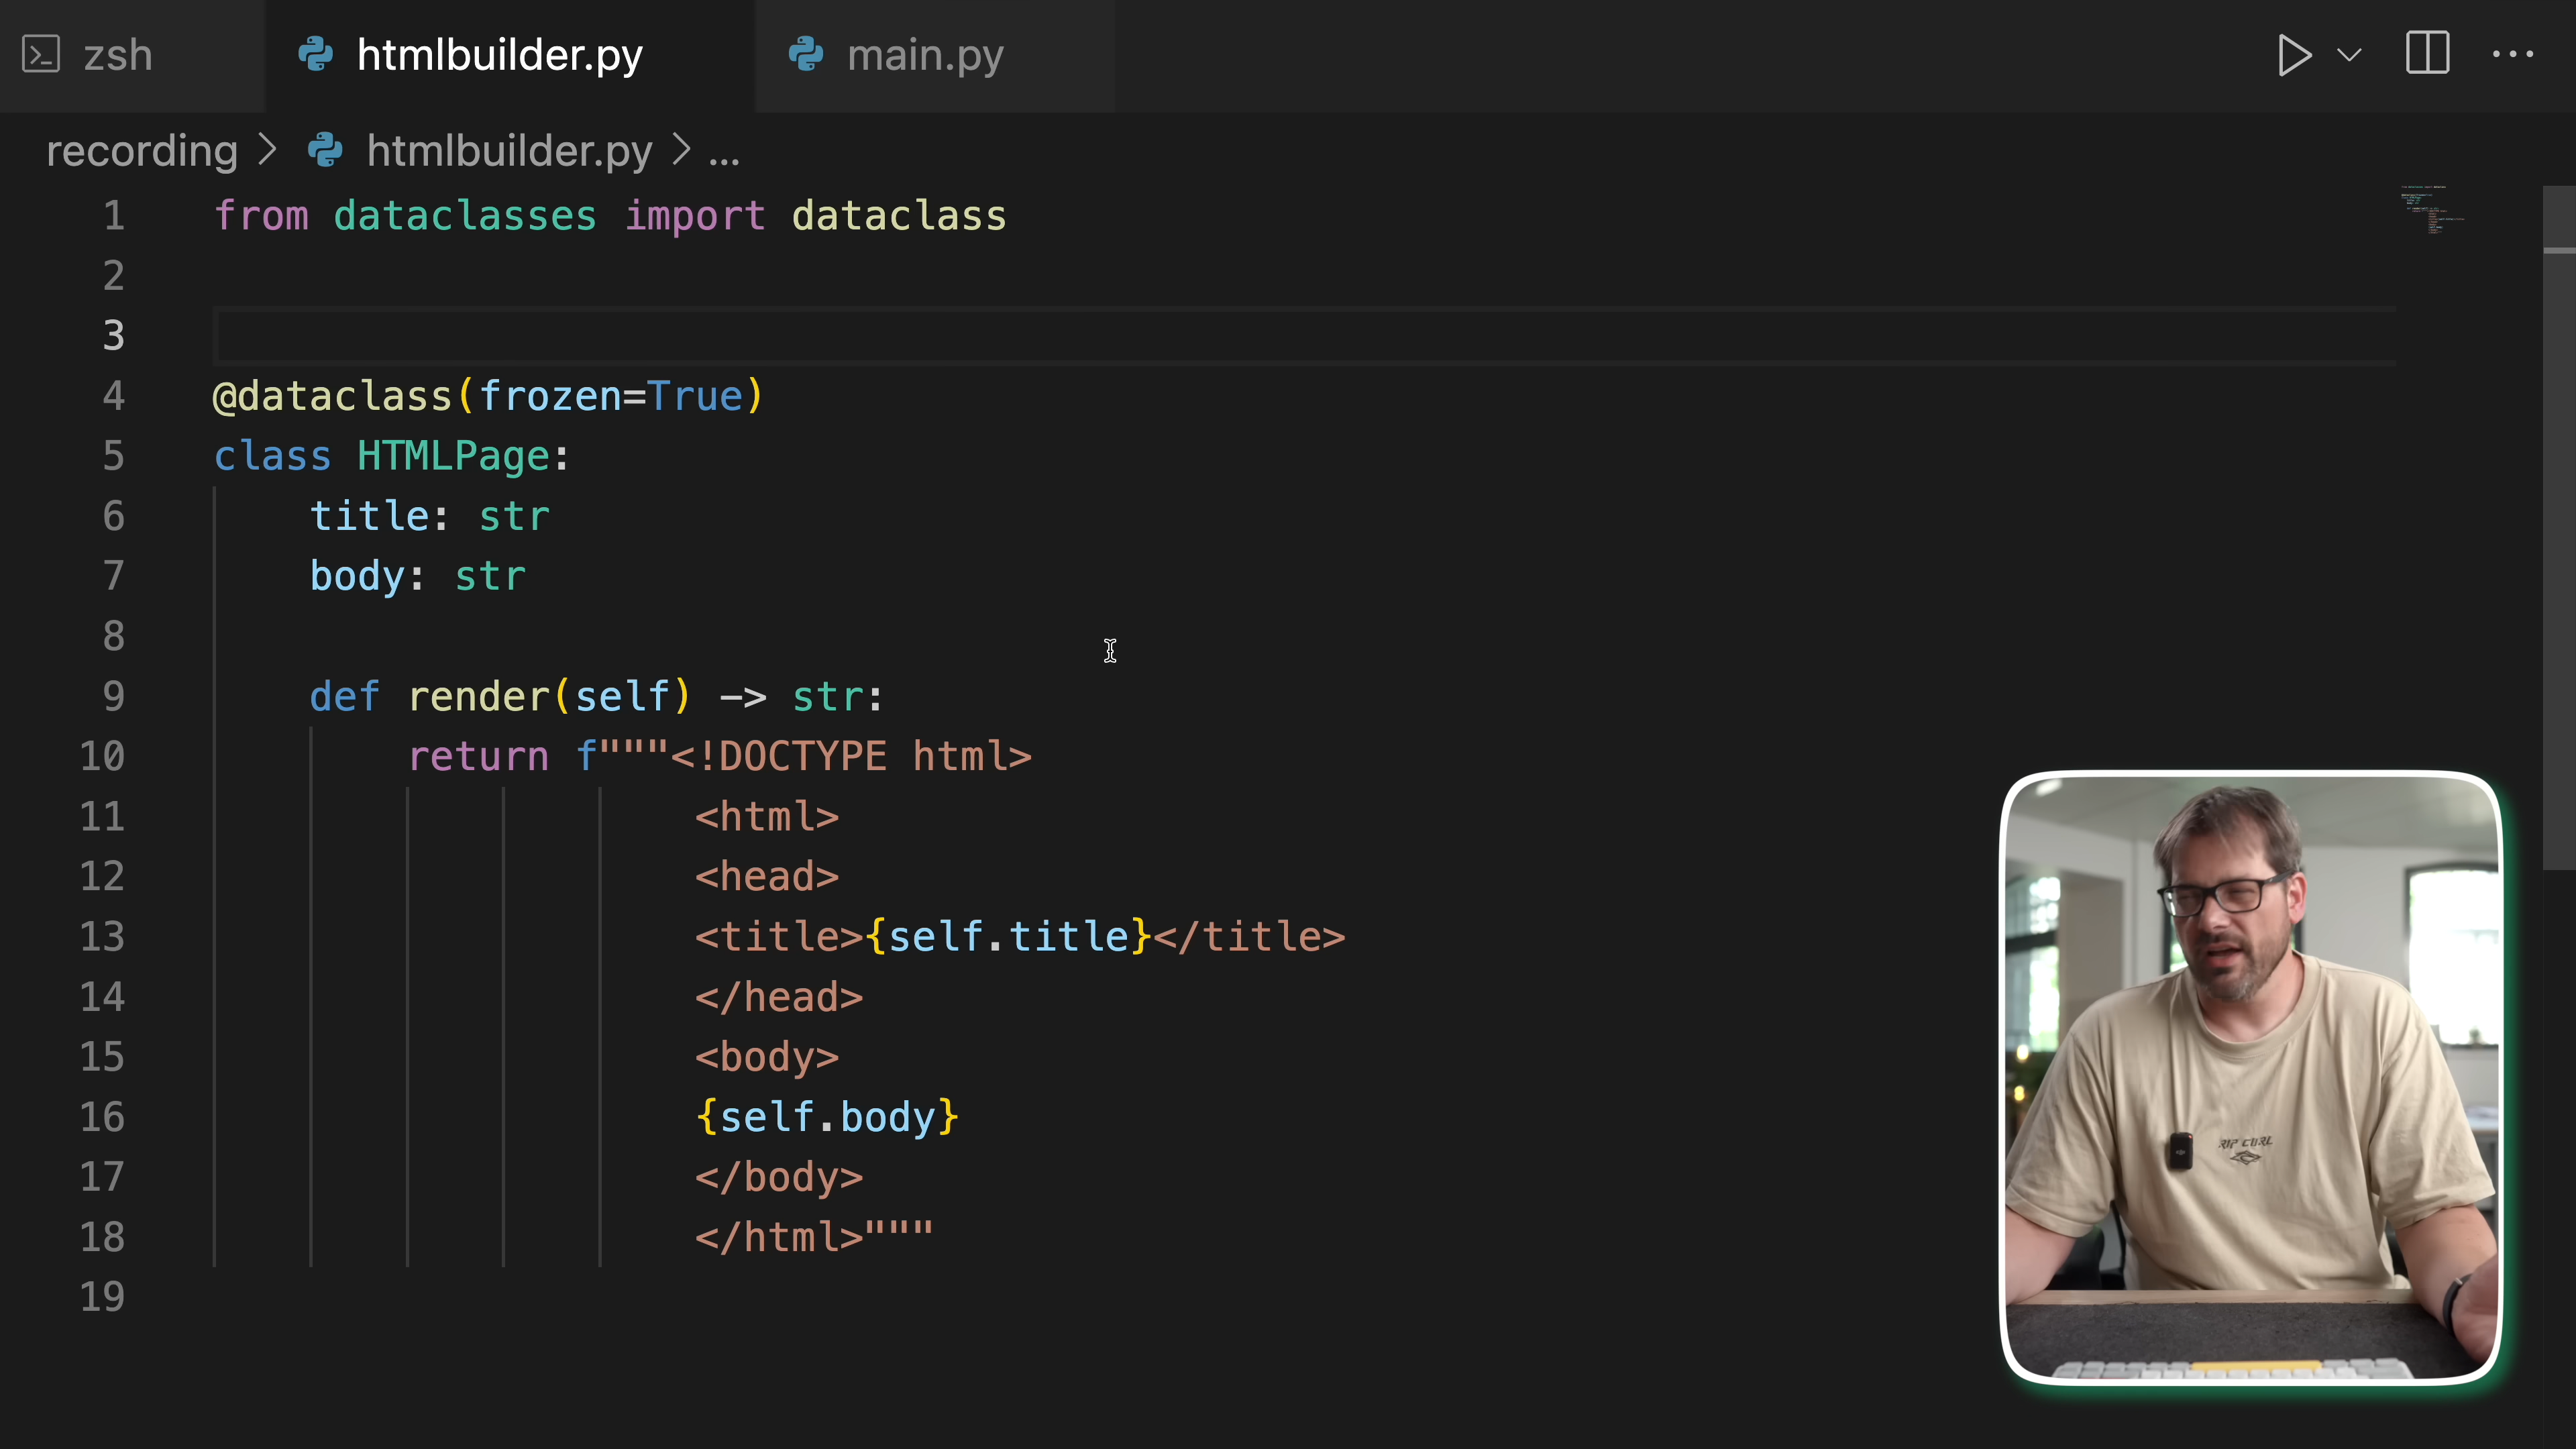 zsh
htmlbuilder.py
main.py
recording > htmlbuilder.py > ...
1 from dataclasses import dataclass
2
3
4 @dataclass(frozen=True)
5 class HTMLPage:
6     title: str
7     body: str
8
9     def render(self) -> str:
10         return f"""<!DOCTYPE html>
11                     <html>
12                     <head>
13                     <title>{self.title}</title>
14                     </head>
15                     <body>
16                     {self.body}
17                     </body>
18                     </html>"""
19
RIP CURL